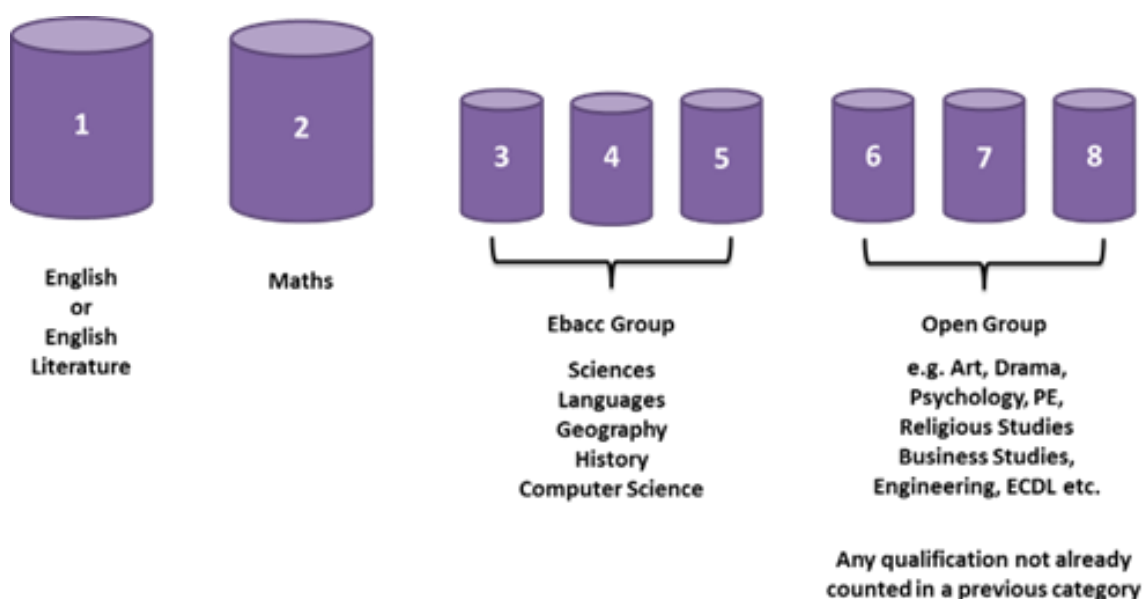 1
2
3
4
5
6
7
8
English
or
English
Literature
Maths
Ebacc Group
Sciences
Languages
Geography
History
Computer Science
Open Group
e.g. Art, Drama,
Psychology, PE,
Religious Studies
Business Studies,
Engineering, ECDL etc.
Any qualification not already
counted in a previous category